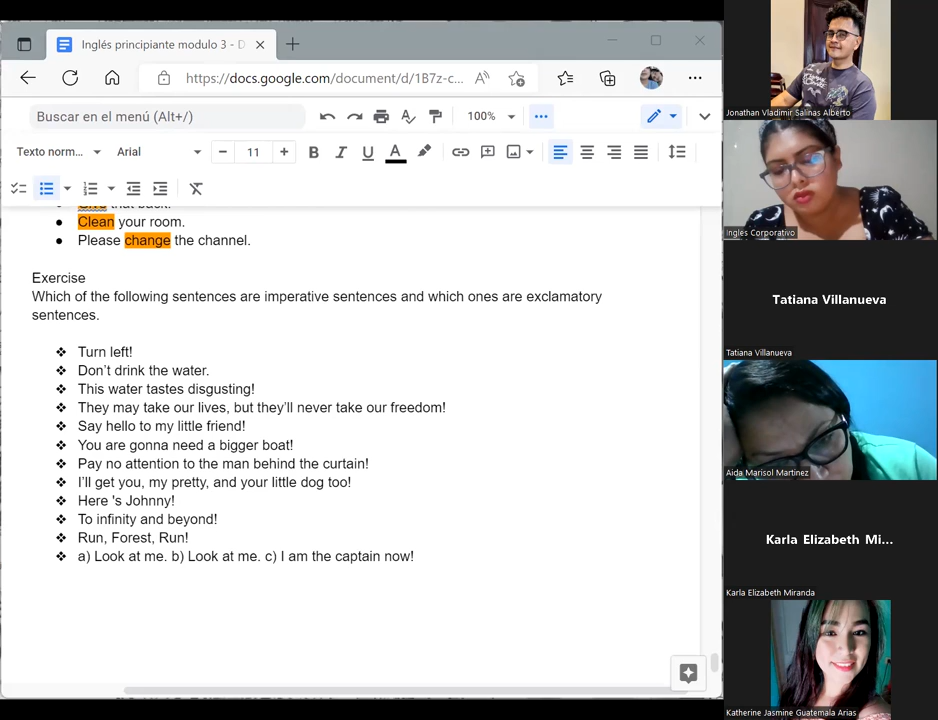 Inglés principiante modulo 3 - D
https://docs.google.com/document/d/1B7z-c...
Buscar en el menú (Alt+/)
100%
Texto norm...
Arial
11
that back.
Clean your room.
Please change the channel.
Exercise
Which of the following sentences are imperative sentences and which ones are exclamatory
sentences.
Turn left!
Don't drink the water.
This water tastes disgusting!
They may take our lives, but they'll never take our freedom!
Say hello to my little friend!
You are gonna need a bigger boat!
Pay no attention to the man behind the curtain!
I'll get you, my pretty, and your little dog too!
Here 's Johnny!
To infinity and beyond!
Run, Forest, Run!
a) Look at me. b) Look at me. c) I am the captain now!
Jonathan Vladimir Salinas Alberto
Ingles Corporativo
Tatiana Villanueva
Tatiana Villanueva
Aida Marisol Martinez
Karla Elizabeth Mi...
Karla Elizabeth Miranda
Katherine Jasmine Guatemala Arias